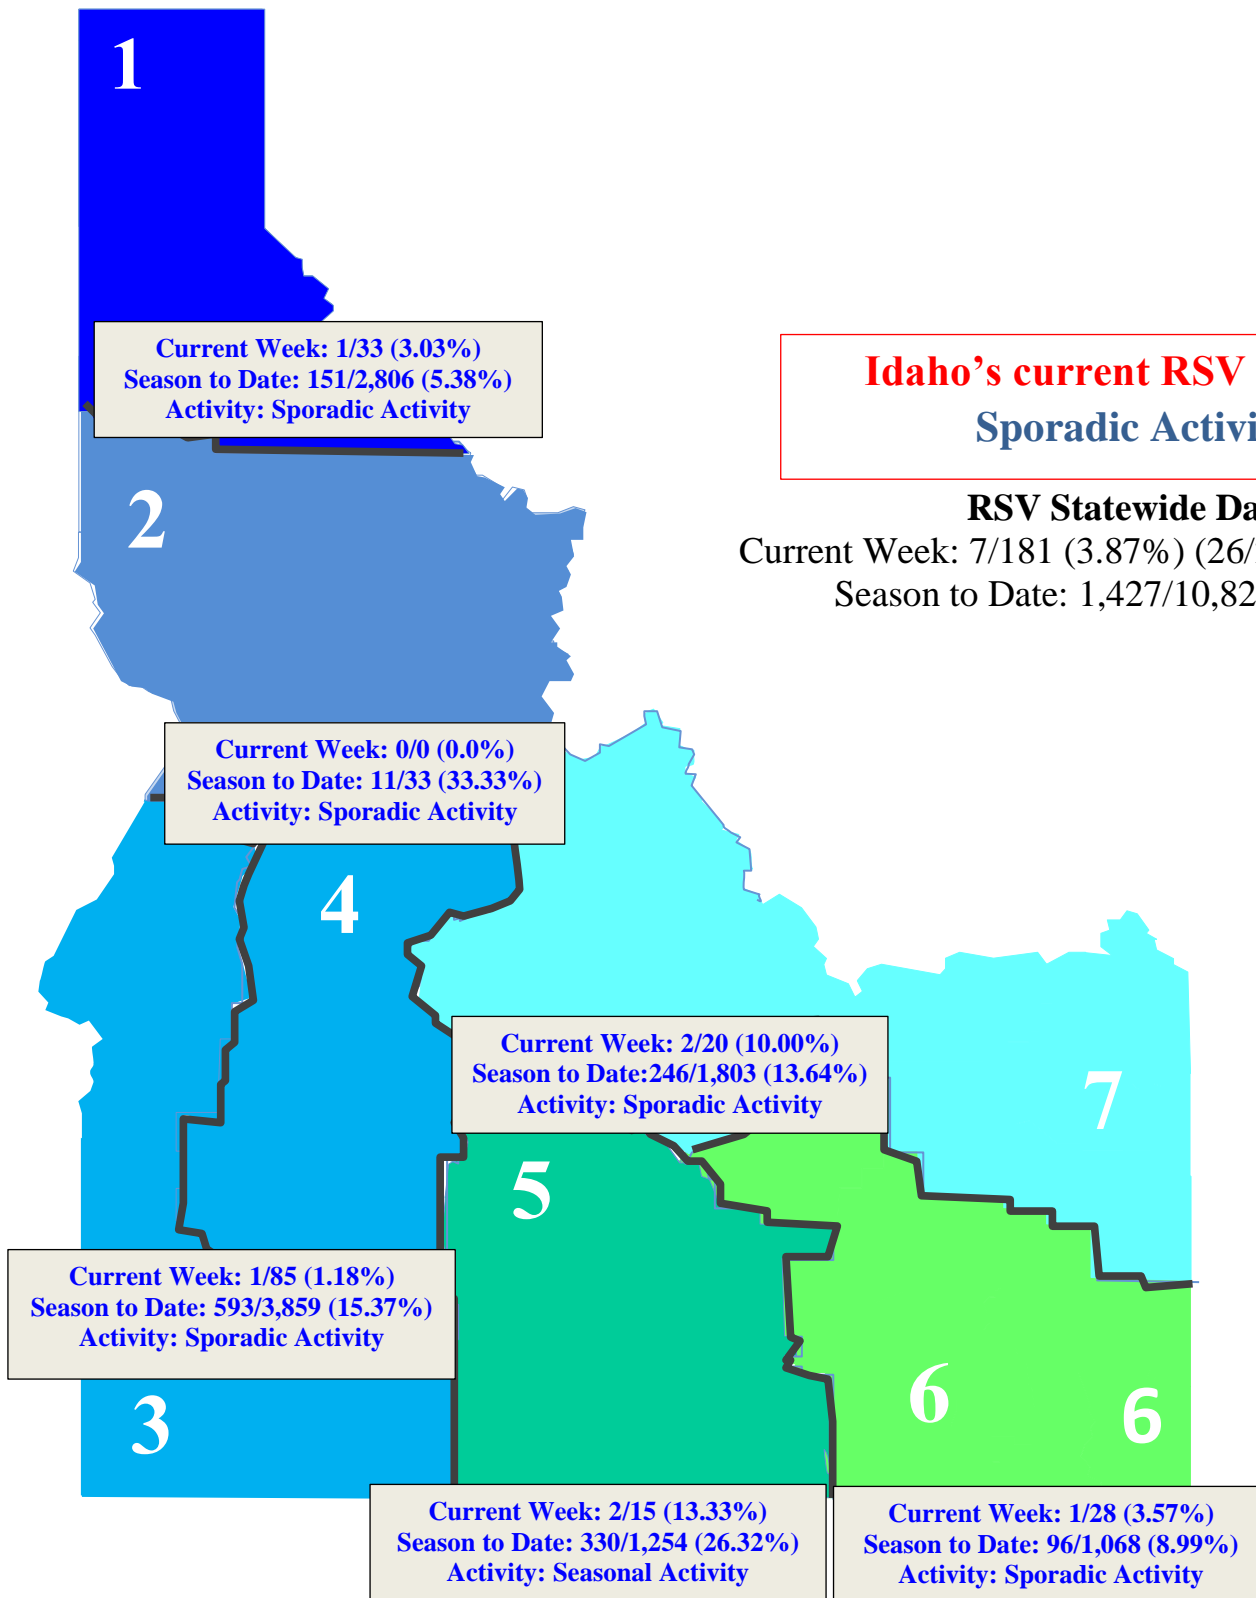 1
Current Week: 1/33 (3.03%)
Season to Date: 151/2,806 (5.38%)
Activity: Sporadic Activity
Idaho's current RSV
Sporadic Activi
RSV Statewide Da
Current Week: 7/181 (3.87%) (26/
Season to Date: 1,427/10,82
2
Current Week: 0/0 (0.0%)
Season to Date: 11/33 (33.33%)
Activity: Sporadic Activity
4
Current Week: 2/20 (10.00%)
Season to Date:246/1,803 (13.64%)
Activity: Sporadic Activity
7
5
Current Week: 1/85 (1.18%)
Season to Date: 593/3,859 (15.37%)
Activity: Sporadic Activity
3
6
6
Current Week: 2/15 (13.33%)
Season to Date: 330/1,254 (26.32%)
Activity: Seasonal Activity
Current Week: 1/28 (3.57%)
Season to Date: 96/1,068 (8.99%)
Activity: Sporadic Activity